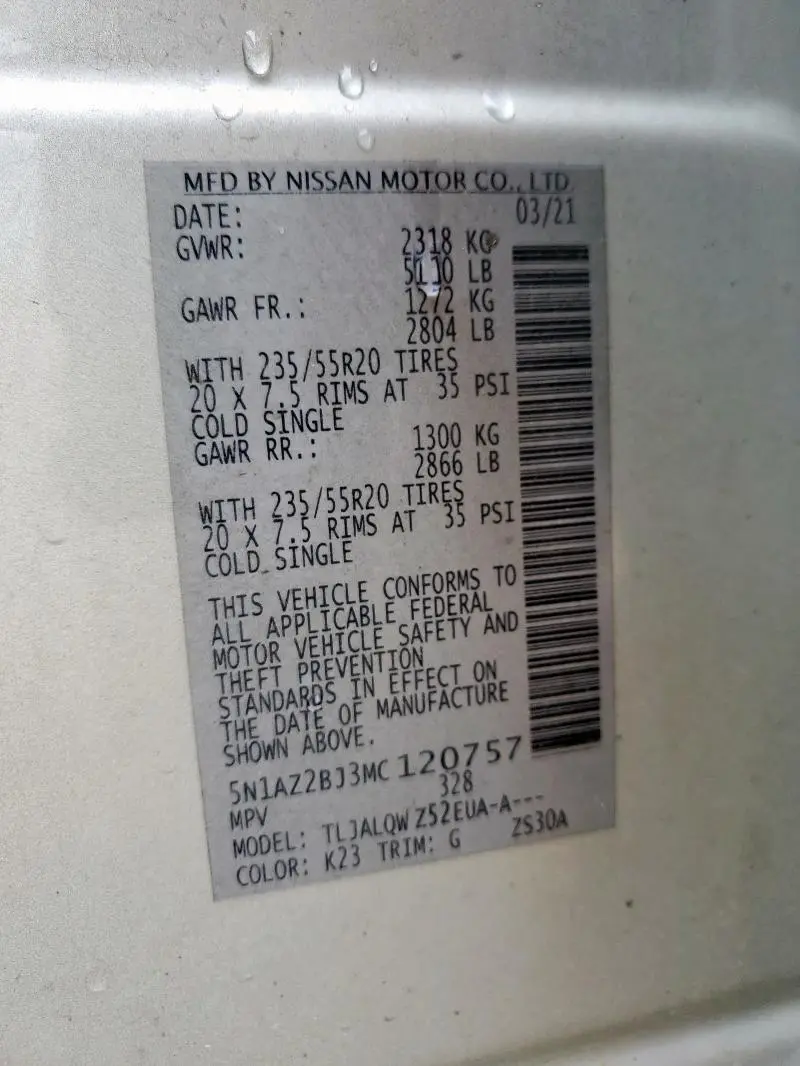 MFD BY NISSAN MOTOR CO., LTD
DATE: 03/21
GVWR: 2318 KG
5110 LB
GAWR FR.: 1272 KG
2804 LB
WITH 235/55R20 TIRES
20 X 7.5 RIMS AT 35 PSI
COLD SINGLE
GAWR RR.: 1300 KG
2866 LB
WITH 235/55R20 TIRES
20 X 7.5 RIMS AT 35 PSI
COLD SINGLE
THIS VEHICLE CONFORMS TO
ALL APPLICABLE FEDERAL
MOTOR VEHICLE SAFETY AND
THEFT PREVENTION
STANDARDS IN EFFECT ON
THE DATE OF MANUFACTURE
SHOWN ABOVE.
5N1AZ2BJ3MC120757
MPV 328
MODEL: TLJALQW Z52EUA-A---
COLOR: K23 TRIM: G ZS30A